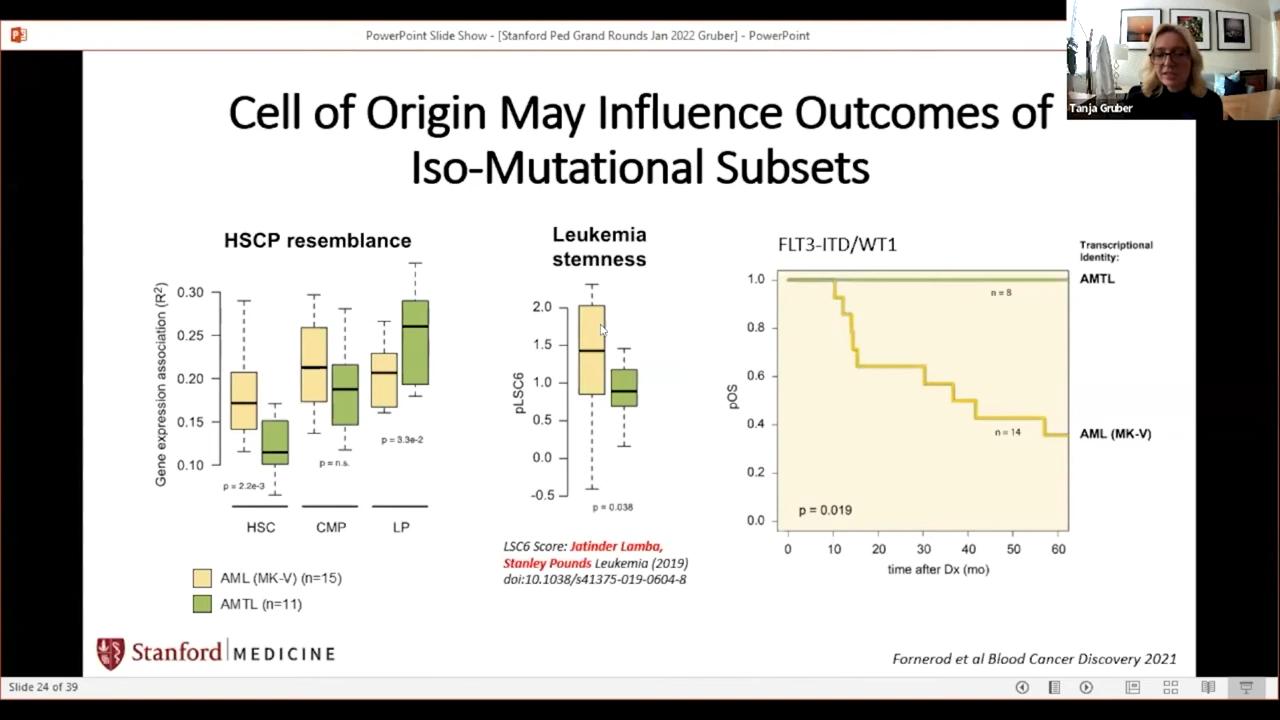 PowerPoint Slide Show - [Stanford Ped Grand Rounds Jan 2022 Gruber] - PowerPoint
Tanja Gruber
Cell of Origin May Influence Outcomes of
Iso-Mutational Subsets
HSCP resemblance
Gene expression association (R²)
0.30
0.25
0.20
0.15
0.10
p = 2.2e-3
p = n.s.
p = 3.3e-2
HSC
CMP
LP
AML (MK-V) (n=15)
AMTL (n=11)
Leukemia
stemness
pLSC6
2.0
1.5
1.0
0.5
0.0
-0.5
p = 0.038
LSC6 Score: Jatinder Lamba,
Stanley Pounds Leukemia (2019)
doi:10.1038/s41375-019-0604-8
FLT3-ITD/WT1
Transcriptional
Identity:
AMTL
n = 8
AML (MK-V)
n = 14
pOS
1.0
0.8
0.6
0.4
0.2
0.0
p = 0.019
0 10 20 30 40 50 60
time after Dx (mo)
Stanford MEDICINE
Fornerod et al Blood Cancer Discovery 2021
Slide 24 of 39